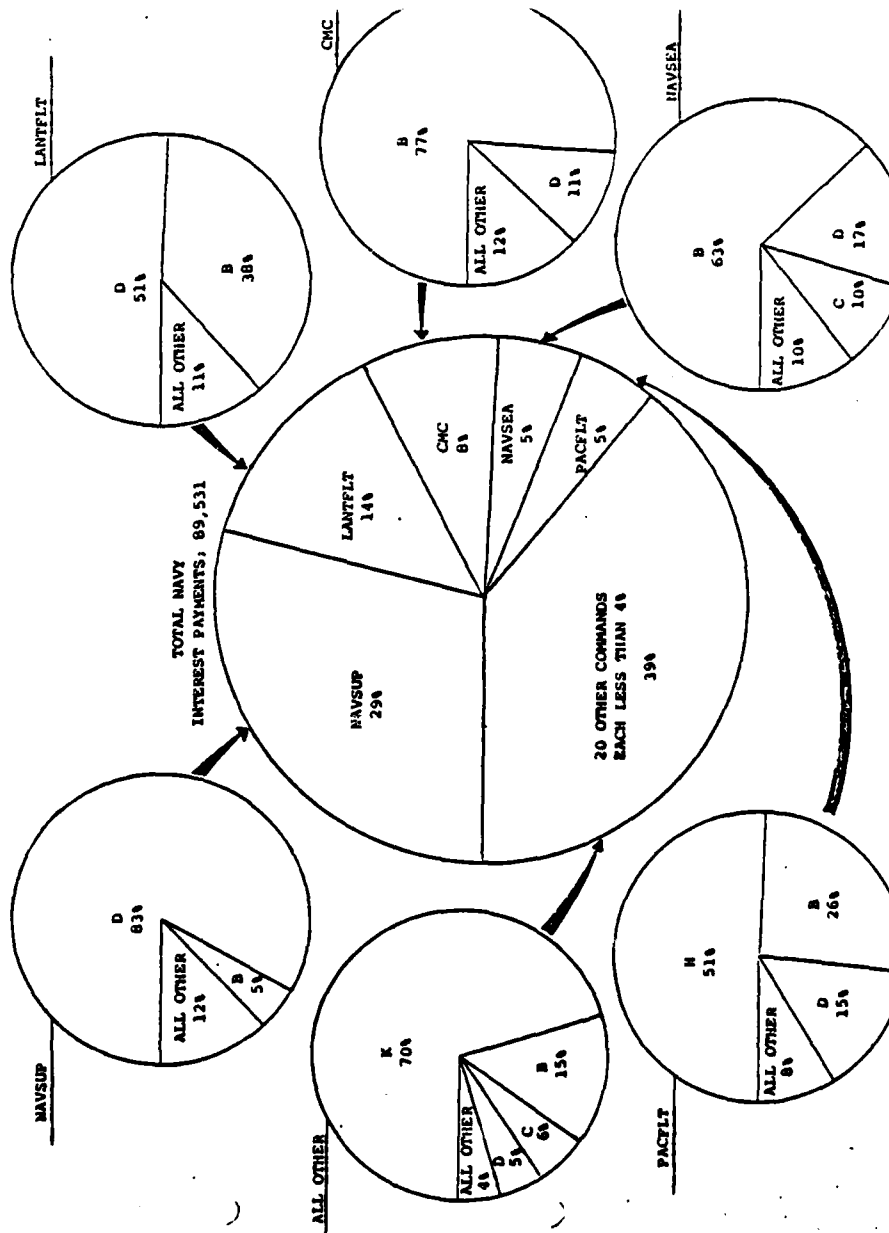 TOTAL NAVY
INTEREST PAYMENTS; 89,531
NAVSUP
29%
LANTFLT
14%
CMC
8%
NAVSEA
5%
PACFLT
5%
20 OTHER COMMANDS
EACH LESS THAN 4%
39%
NAVSUP
D
83%
B
5%
ALL OTHER
12%
LANTFLT
D
51%
B
38%
ALL OTHER
11%
CMC
B
77%
D
11%
ALL OTHER
12%
NAVSEA
B
63%
D
17%
C
10%
ALL OTHER
10%
PACFLT
M
51%
B
26%
D
15%
ALL OTHER
8%
ALL OTHER
K
70%
B
15%
C
6%
D
5%
ALL OTHER
4%